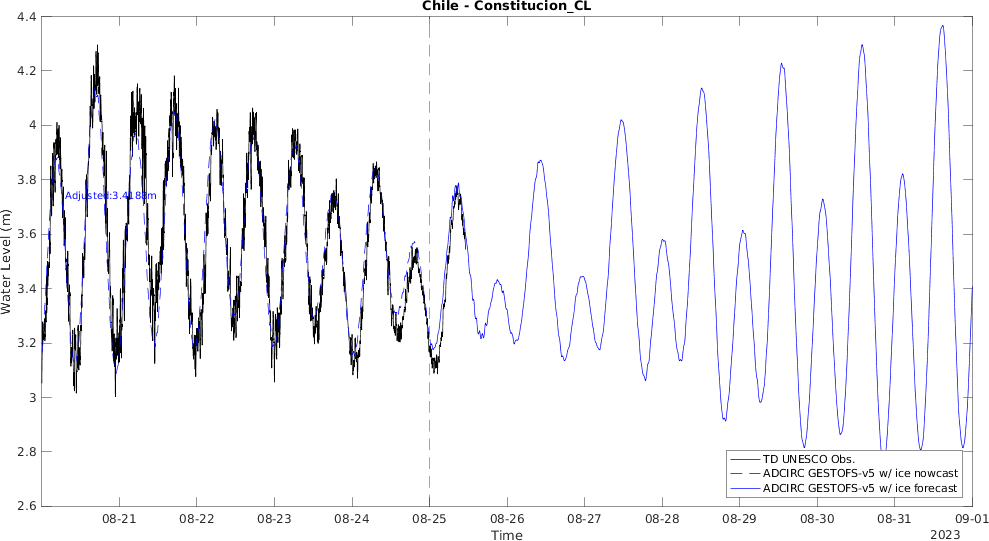 Chile - Constitucion_CL
4.4
4.2
4
3.8
3.6
3.4
3.2
3
2.8
2.6
Water Level (m)
Adjusted:3.4183m
TD UNESCO Obs.
ADCIRC GESTOFS-v5 w/ ice nowcast
ADCIRC GESTOFS-v5 w/ ice forecast
08-21 08-22 08-23 08-24 08-25 08-26 08-27 08-28 08-29 08-30 08-31 09-01
Time
2023